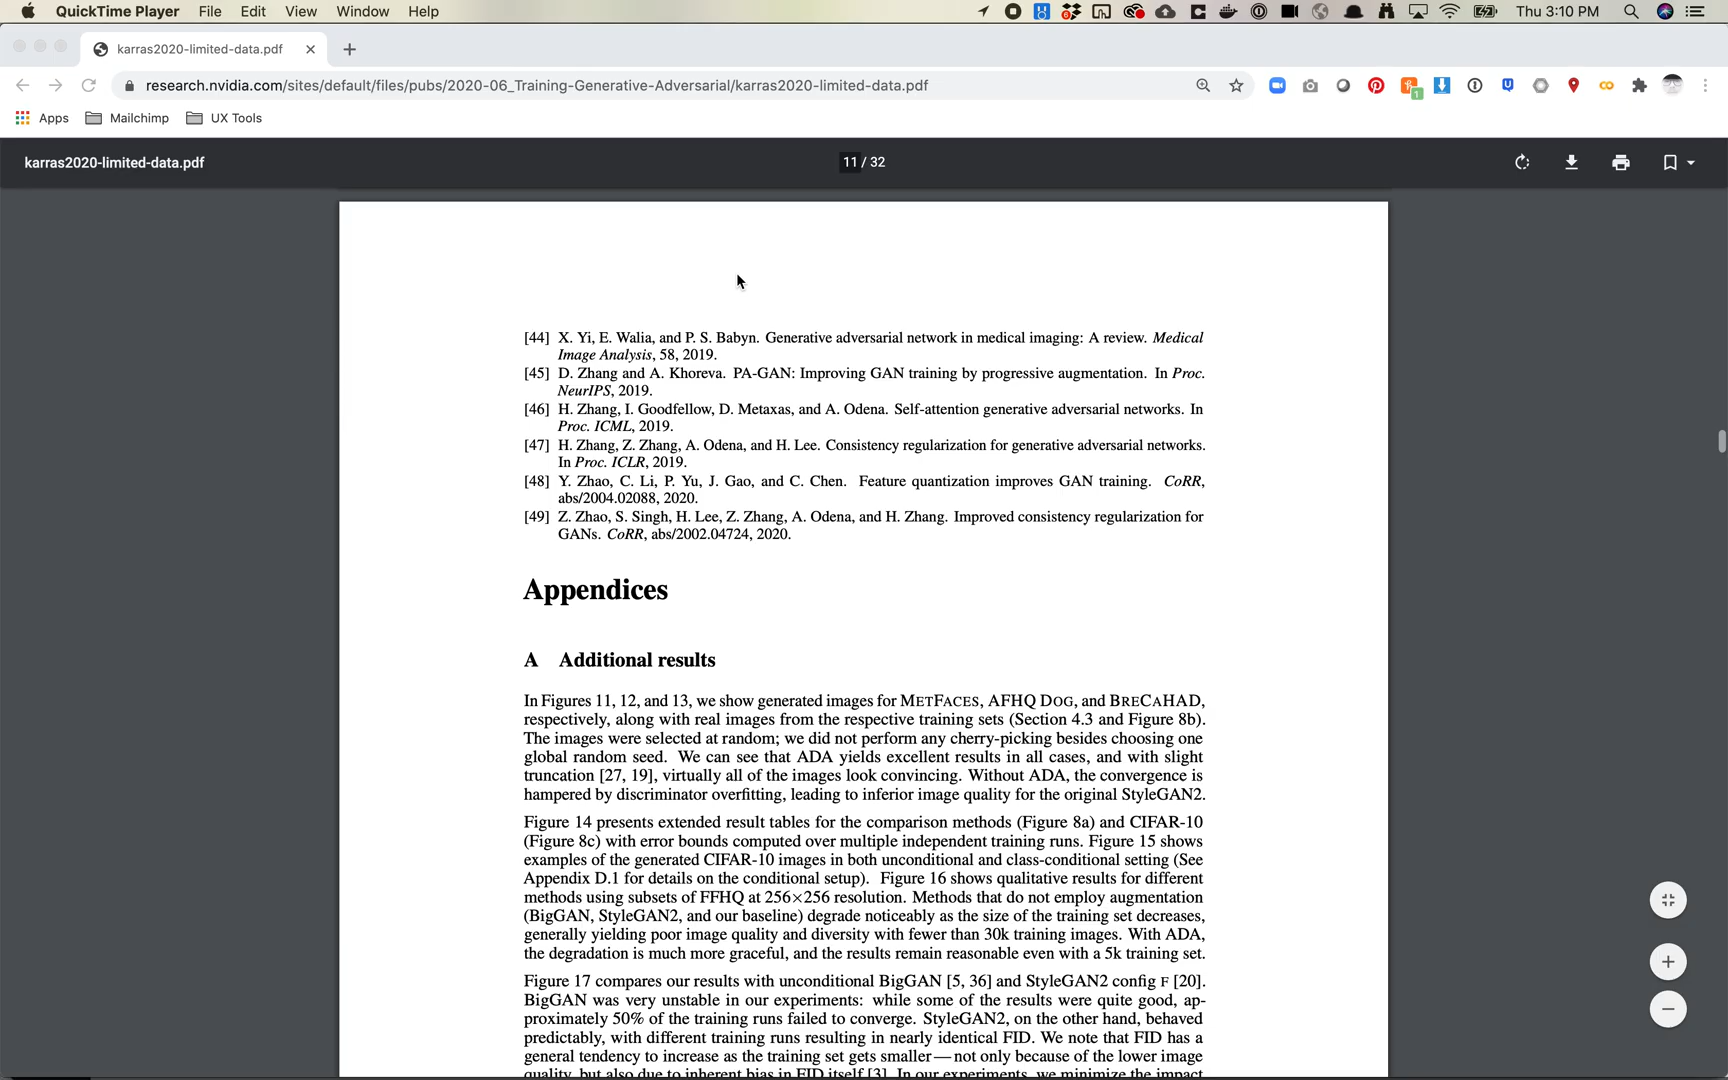 QuickTime Player File Edit View Window Help Thu 3:10 PM
karras2020-limited-data.pdf
research.nvidia.com/sites/default/files/pubs/2020-06_Training-Generative-Adversarial/karras2020-limited-data.pdf
Apps Mailchimp UX Tools
karras2020-limited-data.pdf 11 / 32
[44] X. Yi, E. Walia, and P. S. Babyn. Generative adversarial network in medical imaging: A review. Medical
Image Analysis, 58, 2019.
[45] D. Zhang and A. Khoreva. PA-GAN: Improving GAN training by progressive augmentation. In Proc.
NeurIPS, 2019.
[46] H. Zhang, I. Goodfellow, D. Metaxas, and A. Odena. Self-attention generative adversarial networks. In
Proc. ICML, 2019.
[47] H. Zhang, Z. Zhang, A. Odena, and H. Lee. Consistency regularization for generative adversarial networks.
In Proc. ICLR, 2019.
[48] Y. Zhao, C. Li, P. Yu, J. Gao, and C. Chen. Feature quantization improves GAN training. CoRR,
abs/2004.02088, 2020.
[49] Z. Zhao, S. Singh, H. Lee, Z. Zhang, A. Odena, and H. Zhang. Improved consistency regularization for
GANs. CoRR, abs/2002.04724, 2020.
Appendices
A Additional results
In Figures 11, 12, and 13, we show generated images for METFACES, AFHQ DOG, and BRECAHAD,
respectively, along with real images from the respective training sets (Section 4.3 and Figure 8b).
The images were selected at random; we did not perform any cherry-picking besides choosing one
global random seed. We can see that ADA yields excellent results in all cases, and with slight
truncation [27, 19], virtually all of the images look convincing. Without ADA, the convergence is
hampered by discriminator overfitting, leading to inferior image quality for the original StyleGAN2.
Figure 14 presents extended result tables for the comparison methods (Figure 8a) and CIFAR-10
(Figure 8c) with error bounds computed over multiple independent training runs. Figure 15 shows
examples of the generated CIFAR-10 images in both unconditional and class-conditional setting (See
Appendix D.1 for details on the conditional setup). Figure 16 shows qualitative results for different
methods using subsets of FFHQ at 256×256 resolution. Methods that do not employ augmentation
(BigGAN, StyleGAN2, and our baseline) degrade noticeably as the size of the training set decreases,
generally yielding poor image quality and diversity with fewer than 30k training images. With ADA,
the degradation is much more graceful, and the results remain reasonable even with a 5k training set.
Figure 17 compares our results with unconditional BigGAN [5, 36] and StyleGAN2 config F [20].
BigGAN was very unstable in our experiments: while some of the results were quite good, ap-
proximately 50% of the training runs failed to converge. StyleGAN2, on the other hand, behaved
predictably, with different training runs resulting in nearly identical FID. We note that FID has a
general tendency to increase as the training set gets smaller — not only because of the lower image
quality, but also due to inherent bias in FID itself [3]. In our experiments, we minimize the impact